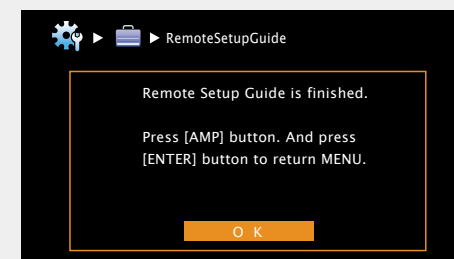 RemoteSetupGuide
Remote Setup Guide is finished.
Press [AMP] button. And press
[ENTER] button to return MENU.
O K